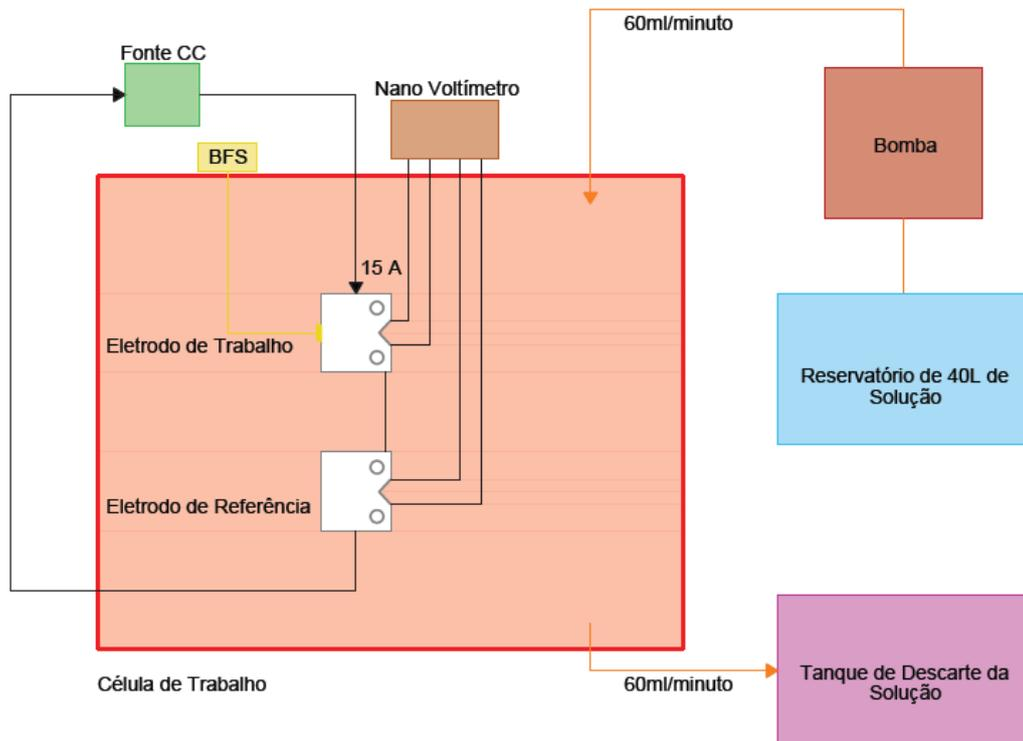 60ml/minuto
Fonte CC
Nano Voltímetro
BFS
Bomba
15 A
Eletrodo de Trabalho
Reservatório de 40L de
Solução
Eletrodo de Referência
Célula de Trabalho
60ml/minuto
Tanque de Descarte da
Solução